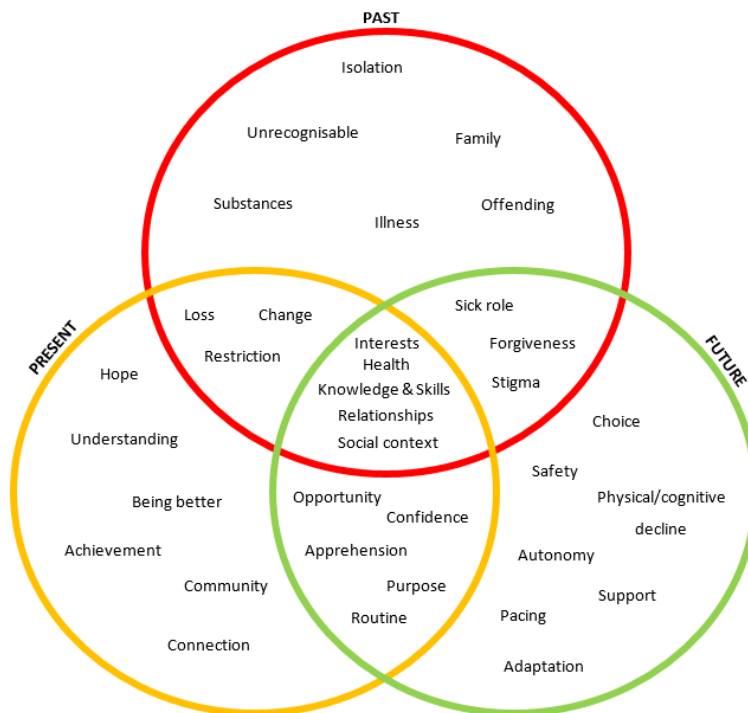 PAST
Isolation
Unrecognisable
Family
Substances
Illness
Offending
Loss
Change
Restriction
Sick role
Forgiveness
Stigma
Interests
Health
Knowledge & Skills
Relationships
Social context
PRESENT
Hope
Understanding
Being better
Achievement
Community
Connection
Opportunity
Confidence
Apprehension
Purpose
Routine
FUTURE
Choice
Safety
Physical/cognitive
decline
Autonomy
Support
Pacing
Adaptation